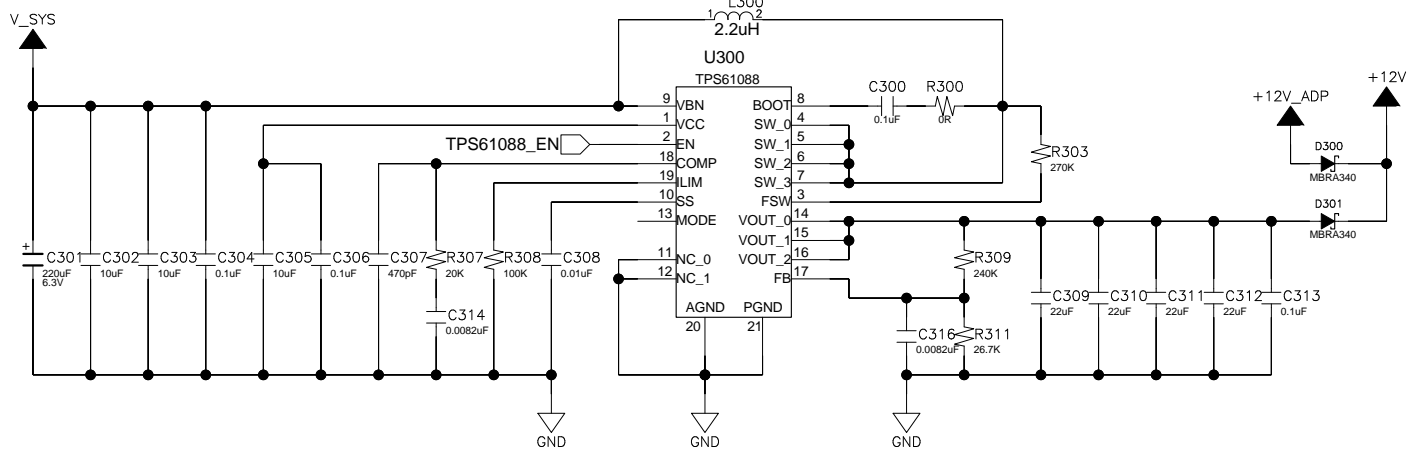 V_SYS
L300
1 2
2.2uH
U300
TPS61088
9 VBN
1 VCC
2 EN
18 COMP
19 ILIM
10 SS
13 MODE
11 NC_0
12 NC_1
BOOT 8
SW_0 4
SW_1 5
SW_2 6
SW_3 7
FSW 3
VOUT_0 14
VOUT_1 15
VOUT_2 16
FB 17
AGND PGND
20 21
TPS61088_EN
C300
0.1uF
R300
0R
R303
270K
+12V_ADP
+12V
D300
MBRA340
D301
MBRA340
+
C301
220uF
6.3V
C302
10uF
C303
10uF
C304
0.1uF
C305
10uF
C306
0.1uF
C307
470pF
R307
20K
R308
100K
C308
0.01uF
C314
0.0082uF
R309
240K
C316
0.0082uF
R311
26.7K
C309
22uF
C310
22uF
C311
22uF
C312
22uF
C313
0.1uF
GND
GND
GND